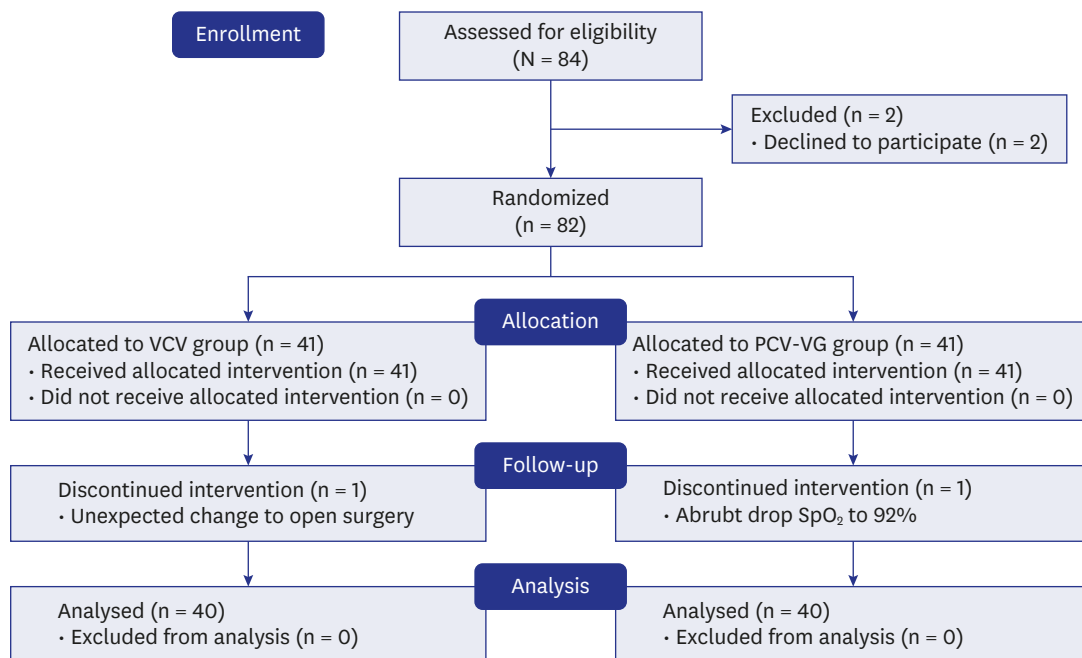 Enrollment
Assessed for eligibility
(N = 84)
Excluded (n = 2)
• Declined to participate (n = 2)
Randomized
(n = 82)
Allocation
Allocated to VCV group (n = 41)
• Received allocated intervention (n = 41)
• Did not receive allocated intervention (n = 0)
Allocated to PCV-VG group (n = 41)
• Received allocated intervention (n = 41)
• Did not receive allocated intervention (n = 0)
Follow-up
Discontinued intervention (n = 1)
• Unexpected change to open surgery
Discontinued intervention (n = 1)
• Abrubt drop SpO₂ to 92%
Analysis
Analysed (n = 40)
• Excluded from analysis (n = 0)
Analysed (n = 40)
• Excluded from analysis (n = 0)